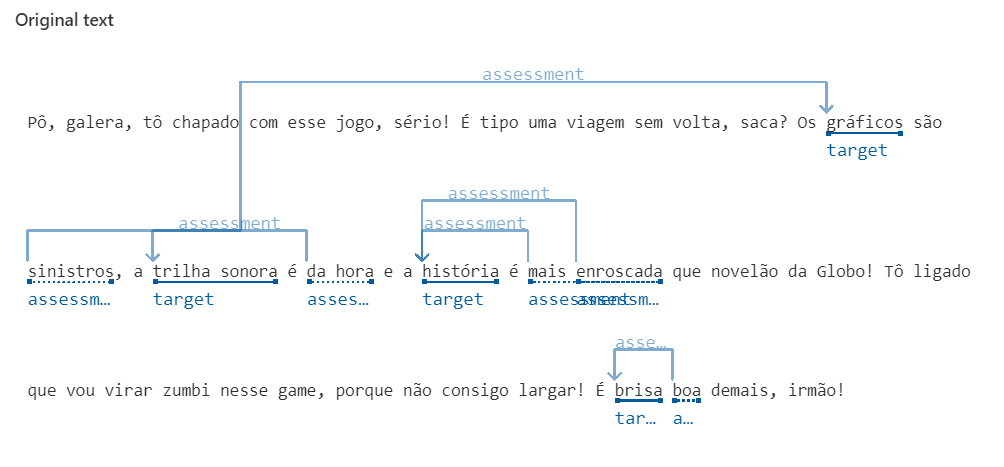 Original text
assessment
Pô, galera, tô chapado com esse jogo, sério! É tipo uma viagem sem volta, saca? Os gráficos são
target
assessment
assessment assessment
sinistros, a trilha sonora é da hora e a história é mais enroscada que novelão da Globo! Tô ligado
assessm… target asses… target assessment assessm…
asse…
que vou virar zumbi nesse game, porque não consigo largar! É brisa boa demais, irmão!
tar… a…